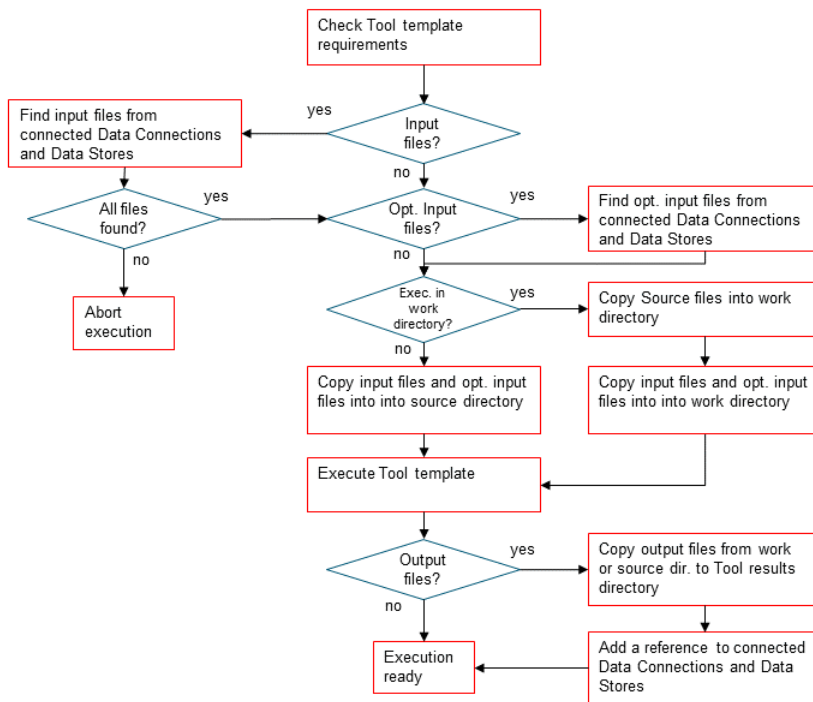 Check Tool template
requirements
yes
Find input files from
connected Data Connections
and Data Stores
Input
files?
no
yes
All files
found?
Opt. Input
files?
yes
Find opt. input files from
connected Data Connections
and Data Stores
no
no
Abort
execution
Exec. in
work
directory?
yes
Copy Source files into work
directory
no
Copy input files and opt. input
files into into source directory
Copy input files and opt. input
files into into work directory
Execute Tool template
Output
files?
yes
Copy output files from work
or source dir. to Tool results
directory
no
Execution
ready
Add a reference to connected
Data Connections and Data
Stores